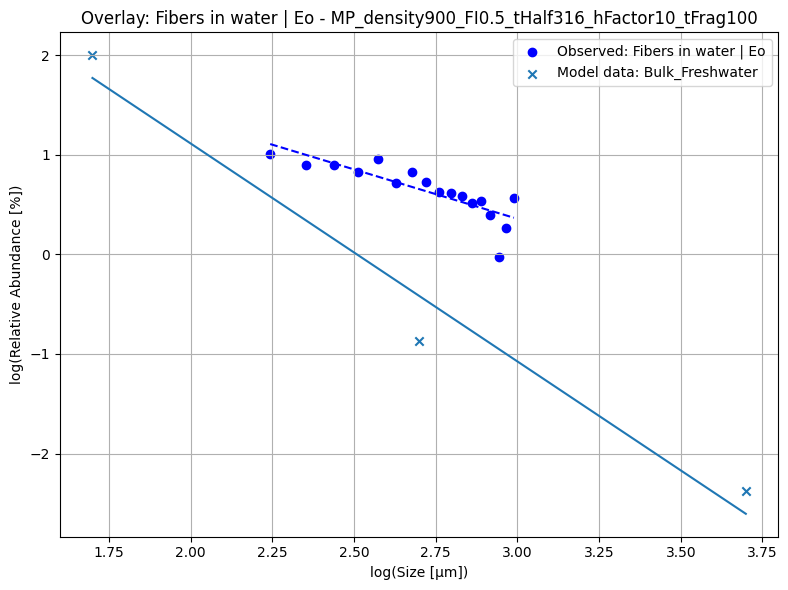 Overlay: Fibers in water | Eo - MP_density900_FI0.5_tHalf316_hFactor10_tFrag100
Observed: Fibers in water | Eo
Model data: Bulk_Freshwater
log(Relative Abundance [%])
2
1
0
−1
−2
1.75 2.00 2.25 2.50 2.75 3.00 3.25 3.50 3.75
log(Size [µm])